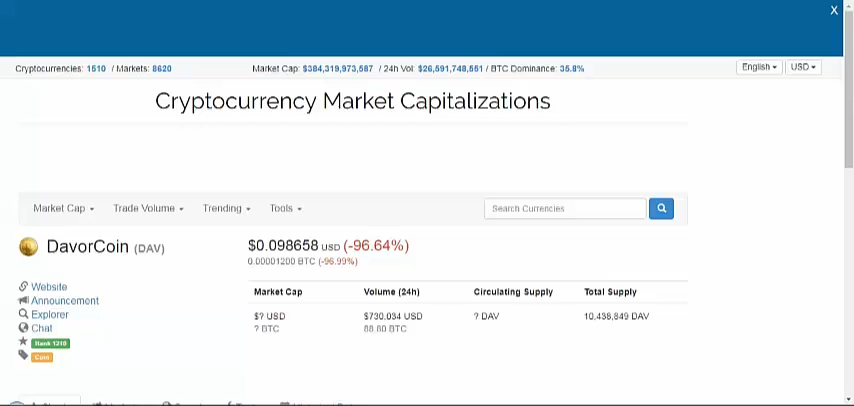 X
Cryptocurrencies: 1510 / Markets: 8620 Market Cap: $384,319,973,587 / 24h Vol: $26,591,748,551 / BTC Dominance: 35.8% English USD
Cryptocurrency Market Capitalizations
Market Cap Trade Volume Trending Tools Search Currencies
DavorCoin (DAV) $0.098658 USD (-96.64%)
0.00001200 BTC (-96.99%)
Website
Announcement
Explorer
Chat
Rank 1210
Coin
Market Cap Volume (24h) Circulating Supply Total Supply
$? USD $730,034 USD ? DAV 10,438,849 DAV
? BTC 88.80 BTC